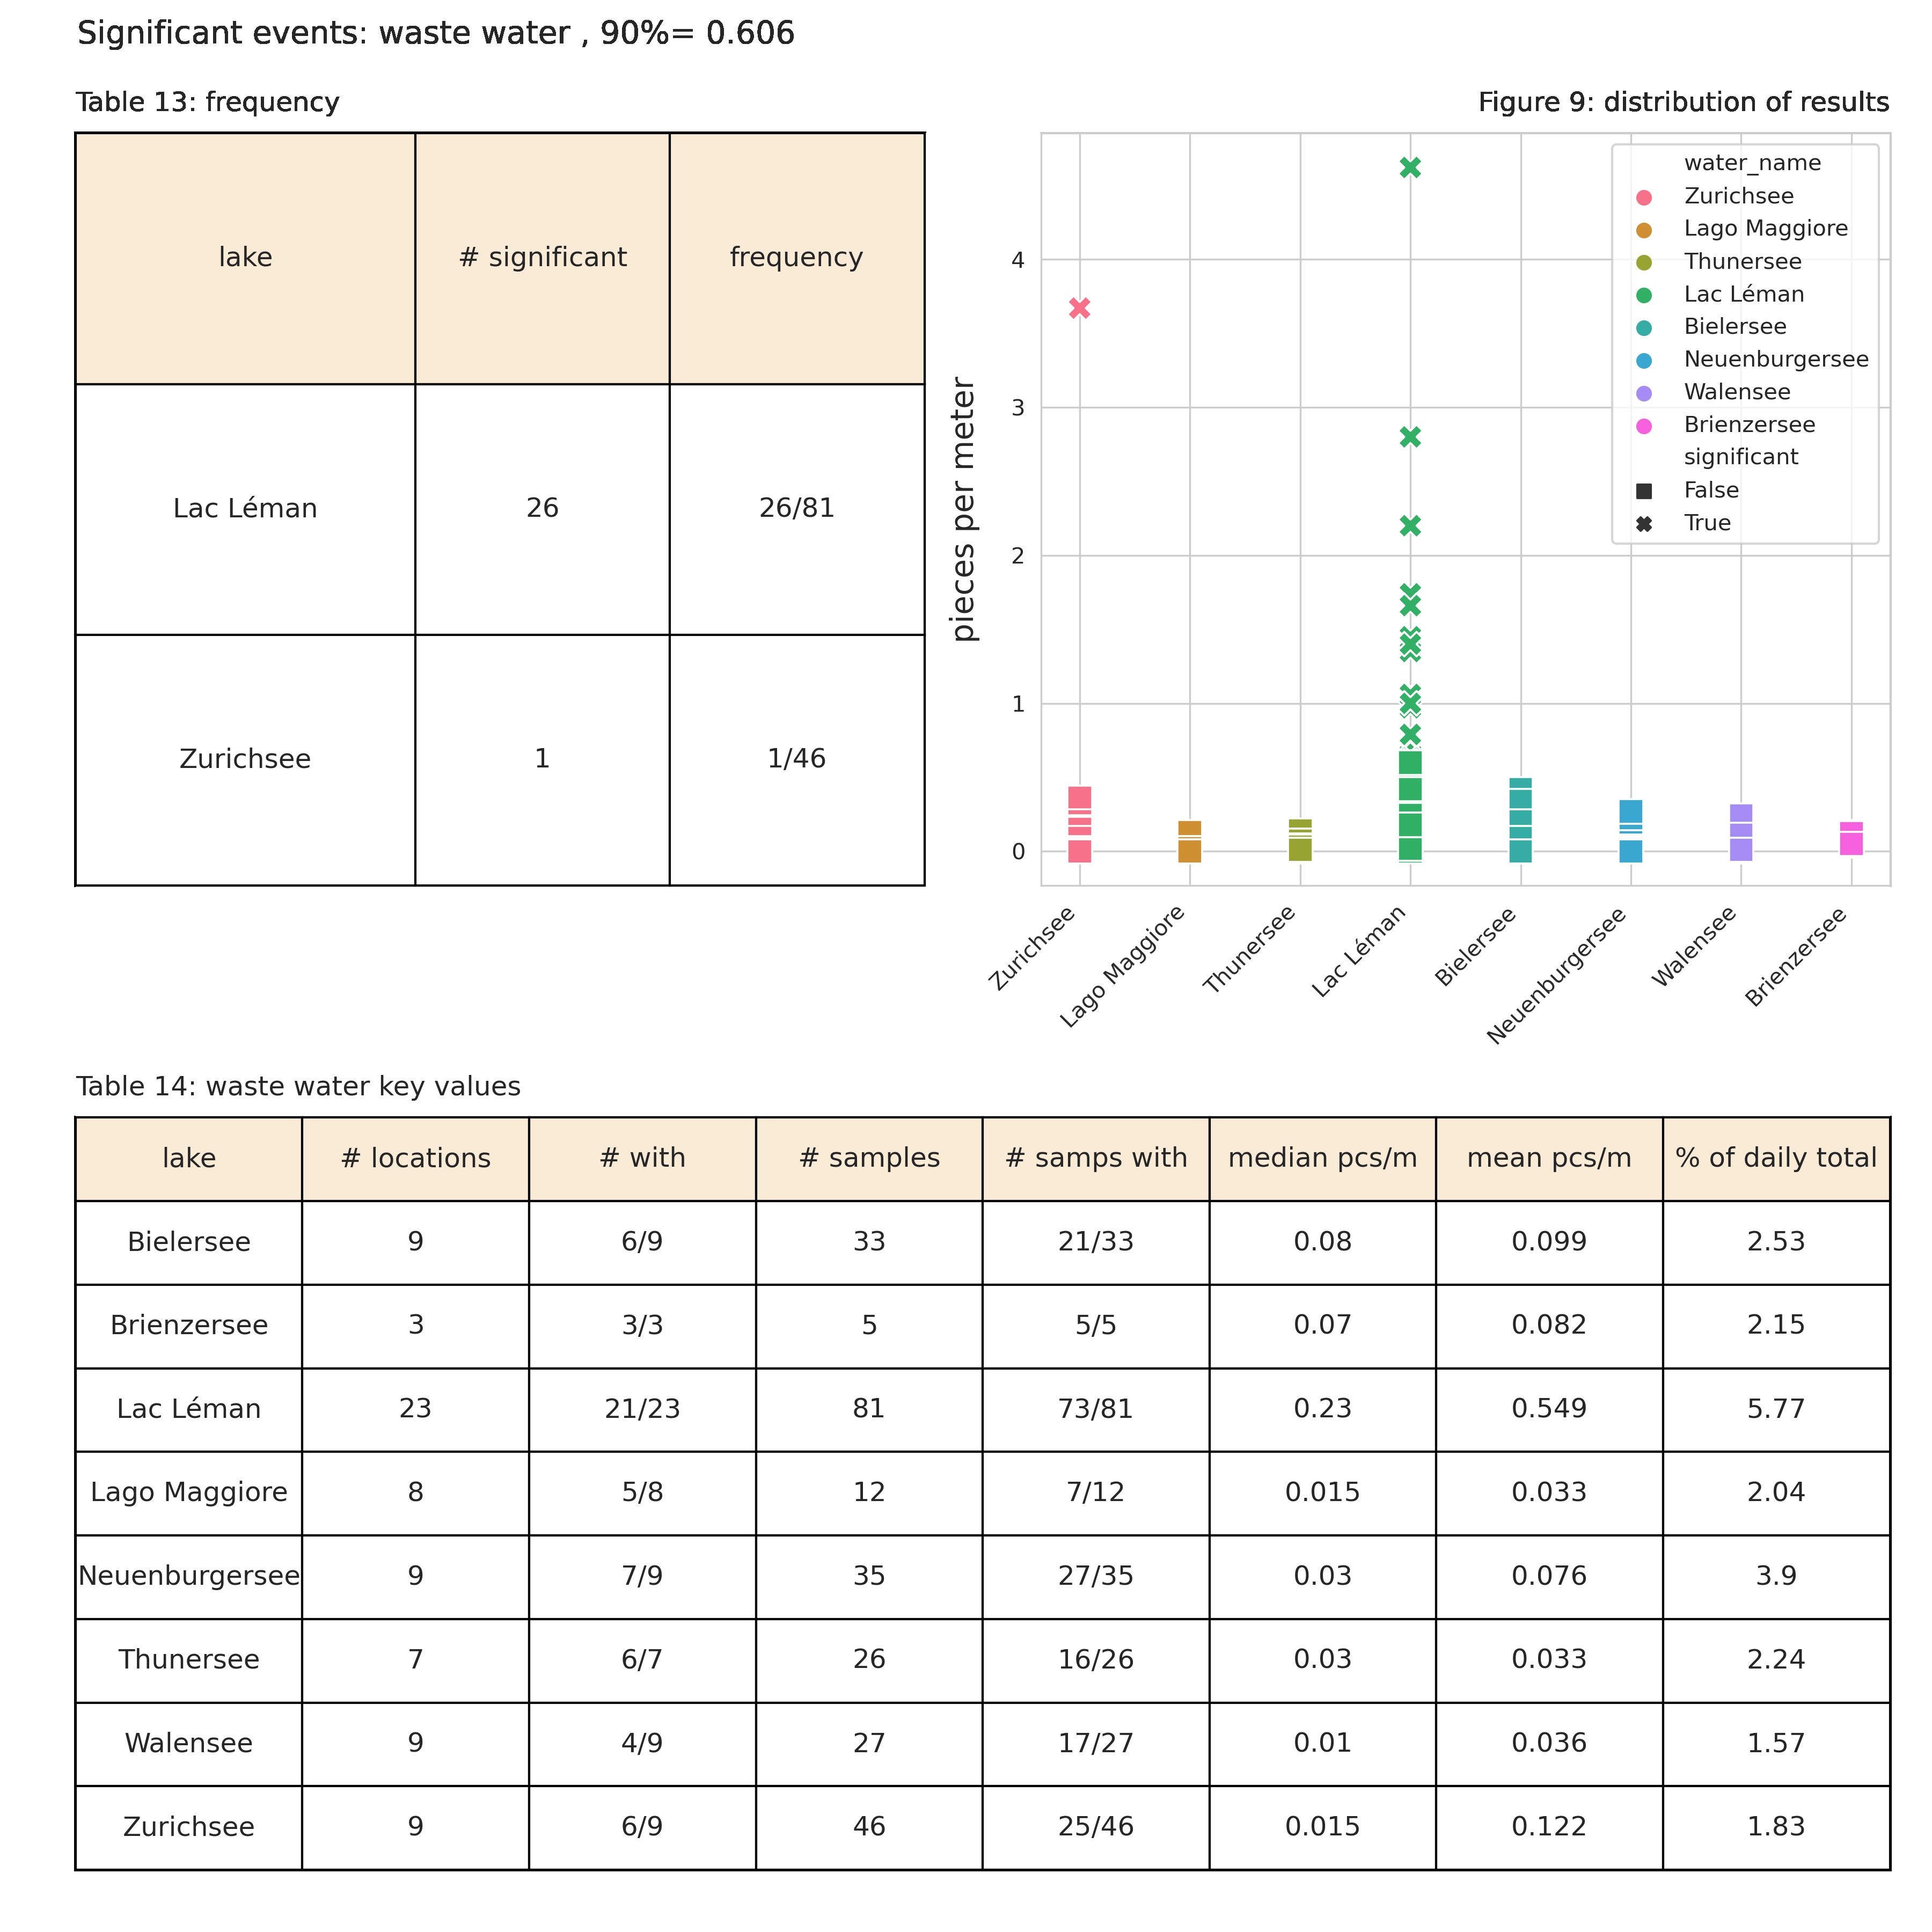 Significant events: waste water , 90%= 0.606
Table 13: frequency
lake # significant frequency
Lac Léman 26 26/81
Zurichsee 1 1/46
Figure 9: distribution of results
pieces per meter
4
3
2
1
0
water_name
Zurichsee
Lago Maggiore
Thunersee
Lac Léman
Bielersee
Neuenburgersee
Walensee
Brienzersee
significant
False
True
Zurichsee
Lago Maggiore
Thunersee
Lac Léman
Bielersee
Neuenburgersee
Walensee
Brienzersee
Table 14: waste water key values
lake # locations # with # samples # samps with median pcs/m mean pcs/m % of daily total
Bielersee 9 6/9 33 21/33 0.08 0.099 2.53
Brienzersee 3 3/3 5 5/5 0.07 0.082 2.15
Lac Léman 23 21/23 81 73/81 0.23 0.549 5.77
Lago Maggiore 8 5/8 12 7/12 0.015 0.033 2.04
Neuenburgersee 9 7/9 35 27/35 0.03 0.076 3.9
Thunersee 7 6/7 26 16/26 0.03 0.033 2.24
Walensee 9 4/9 27 17/27 0.01 0.036 1.57
Zurichsee 9 6/9 46 25/46 0.015 0.122 1.83